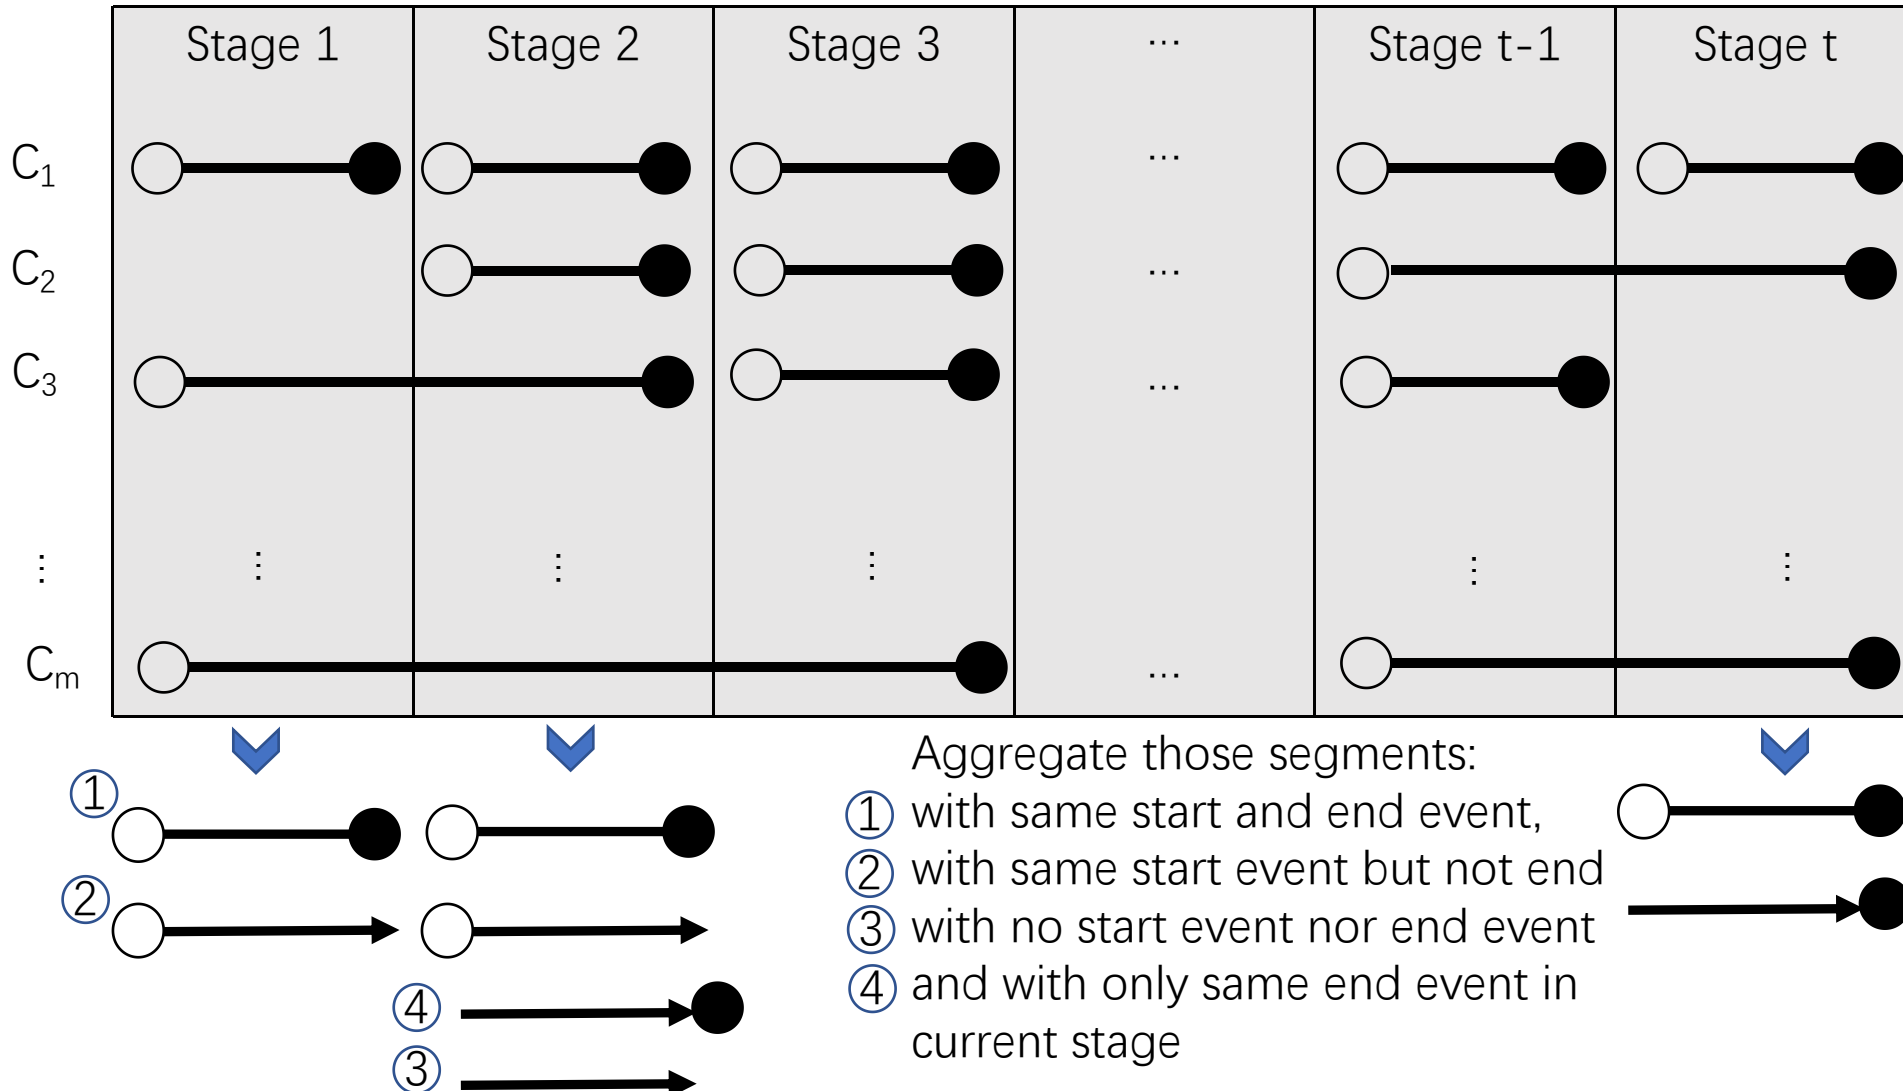 Stage 1 Stage 2 Stage 3 ... Stage t-1 Stage t
C1 ... 
C2 ...
C3 ...
⋮ ⋮ ⋮ ⋮ ⋮ ⋮
Cm ...
Aggregate those segments:
① with same start and end event,
② with same start event but not end
③ with no start event nor end event
④ and with only same end event in
current stage
①
②
④
③